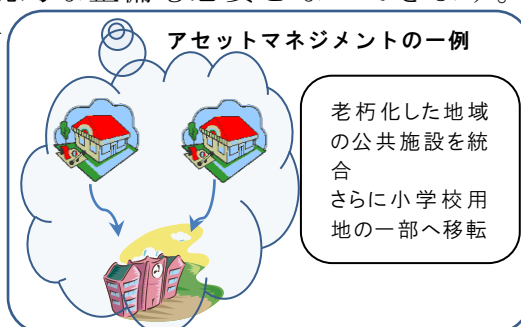 アセットマネジメントの一例
老朽化した地域
の公共施設を統
合
さらに小学校用
地の一部へ移転